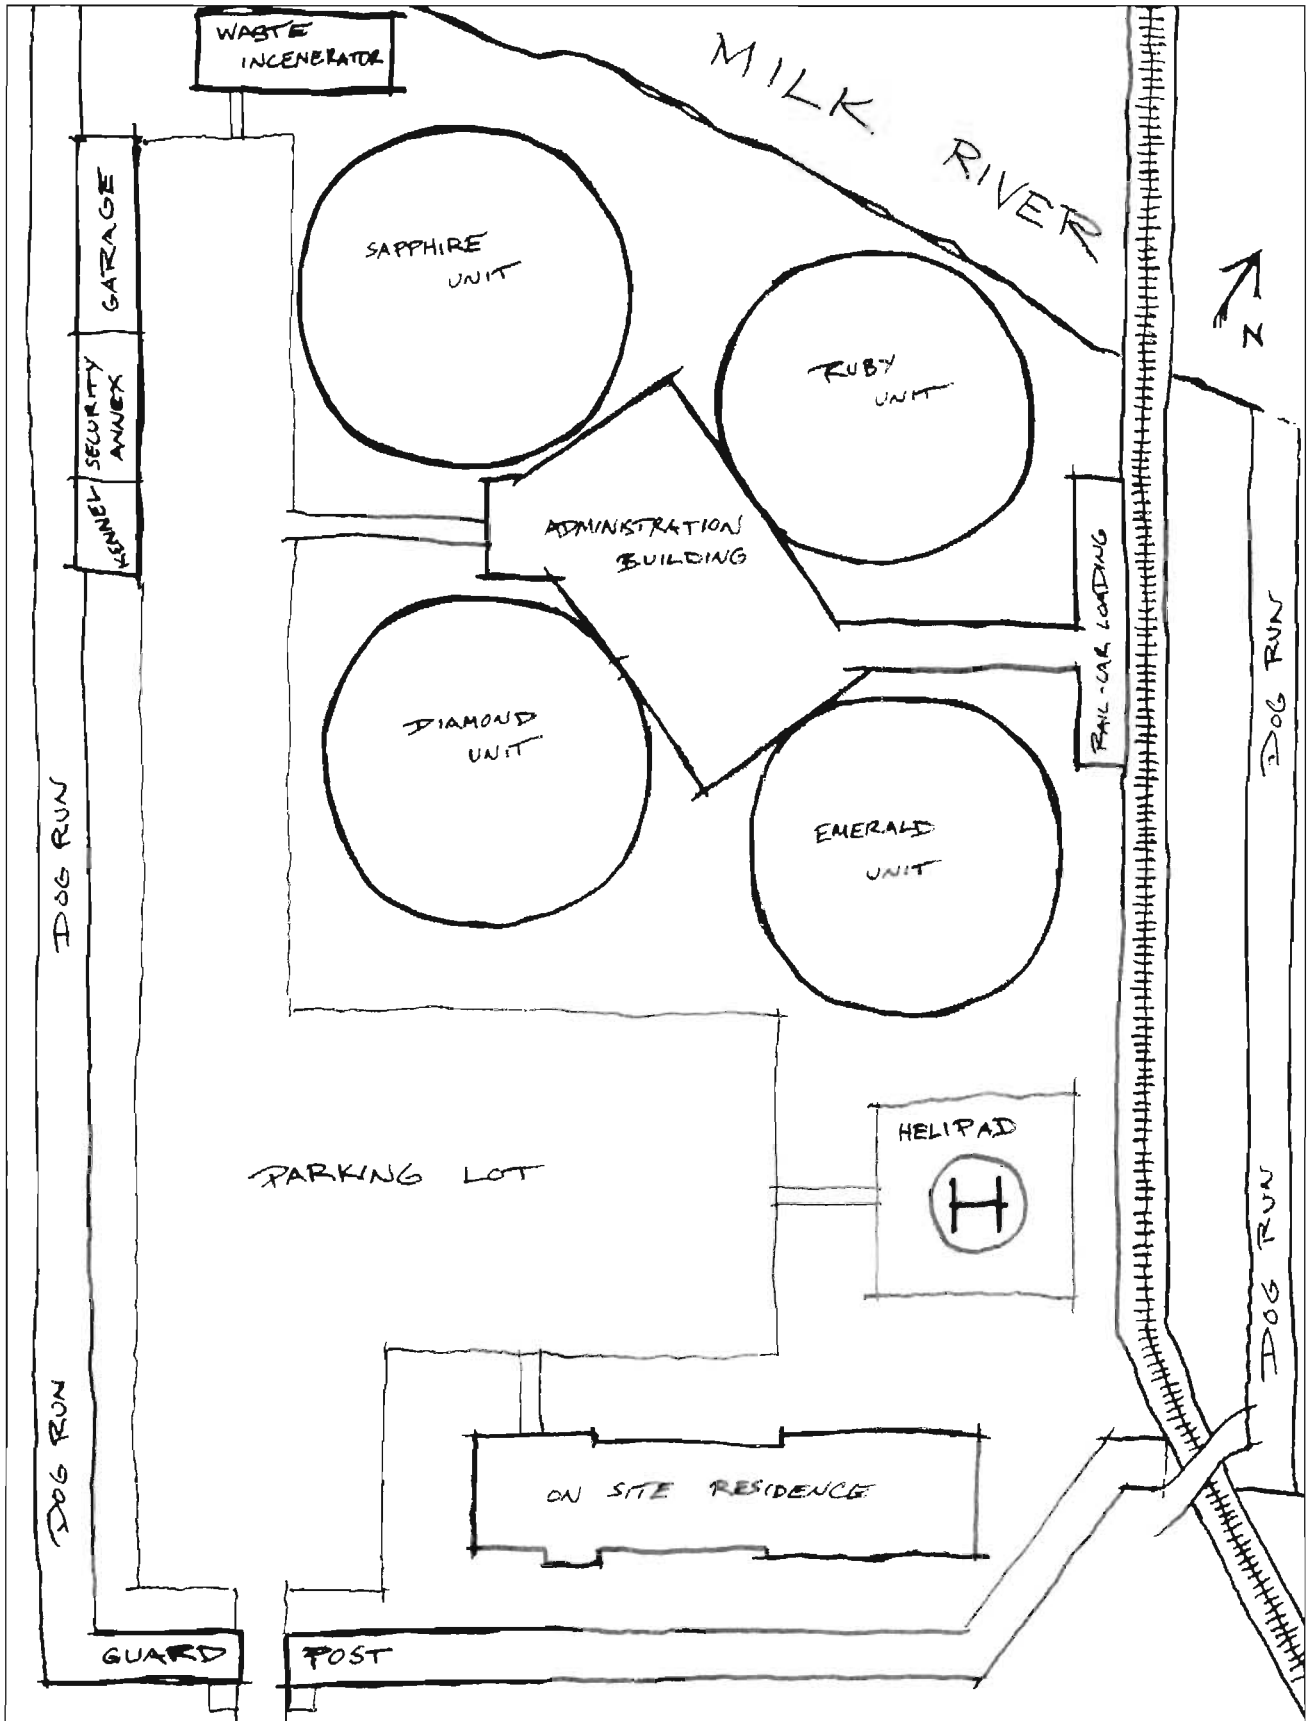 WASTE
INCENERATOR
MILK
RIVER
GARAGE
SAPPHIRE
UNIT
N
RUBY
UNIT
SECURITY
ANNEX
KENNEL
ADMINISTRATION
BUILDING
RAIL-CAR LOADING
DOG RUN
DIAMOND
UNIT
EMERALD
UNIT
DOG RUN
HELIPAD
H
PARKING LOT
DOG RUN
DOG RUN
ON SITE RESIDENCE
GUARD POST